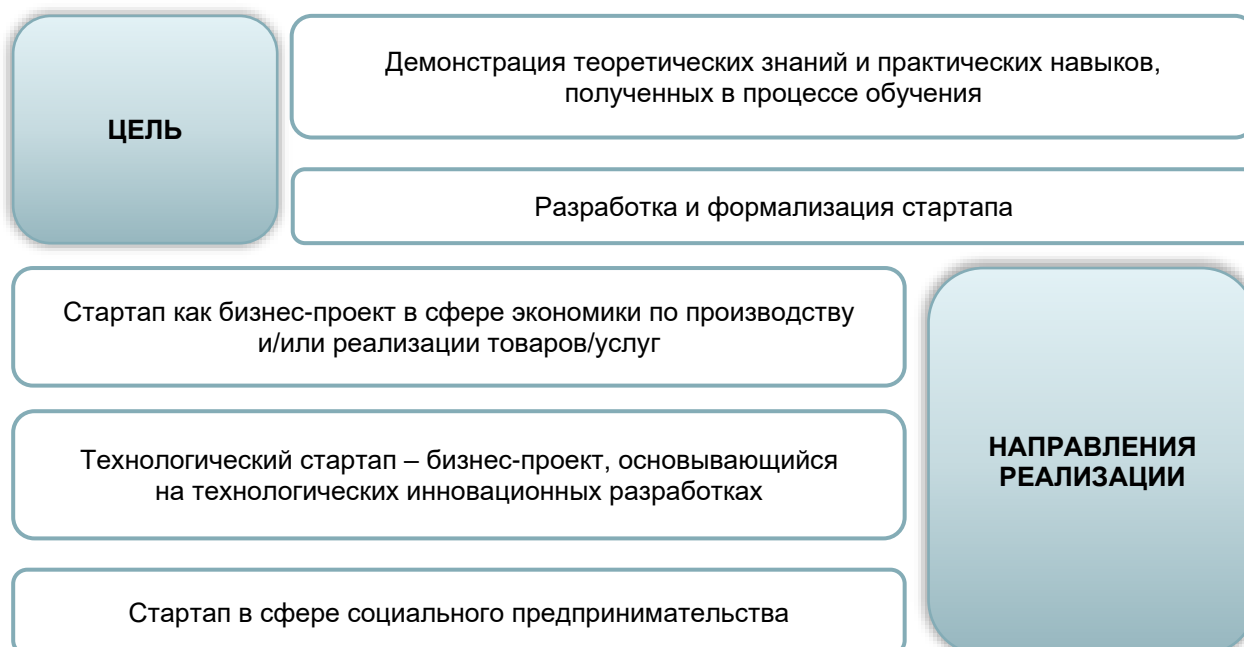 ЦЕЛЬ
Демонстрация теоретических знаний и практических навыков,
полученных в процессе обучения
Разработка и формализация стартапа
Стартап как бизнес-проект в сфере экономики по производству
и/или реализации товаров/услуг
Технологический стартап – бизнес-проект, основывающийся
на технологических инновационных разработках
Стартап в сфере социального предпринимательства
НАПРАВЛЕНИЯ
РЕАЛИЗАЦИИ